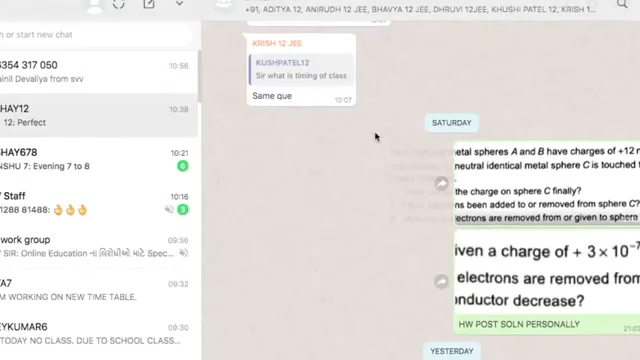 +91, ADITYA 12, ANIRUDH 12 JEE, BHAVYA 12 JEE, DHRUVI 12JEE, KHUSHI PATEL 12, KRISH 1...
h or start new chat
6354 317 050
10:56
ainil Devaliya from svv
HAY12
10:38
12: Perfect
SHAY678
10:21
NSHU 7: Evening 7 to 8
6
/ Staff
10:16
1288 81488: 👌👌👌
3
work group
09:56
/ SIR: Online Education ના વિરોધીઓ માટે Spec...
TA7
09:32
M WORKING ON NEW TIME TABLE.
EYKUMAR6
09:30
TODAY NO CLASS. DUE TO SCHOOL CLASS...
KRISH 12 JEE
KUSHPATEL12
Sir what is timing of class
Same que
10:07
SATURDAY
etal spheres A and B have charges of +12
neutral identical metal sphere C is touched
the charge on sphere C finally?
ns been added to or removed from sphere C?
lectrons are removed from or given to sphere
iven a charge of + 3×10⁻⁷
electrons are removed from
onductor decrease?
HW POST SOLN PERSONALLY
21:03
YESTERDAY